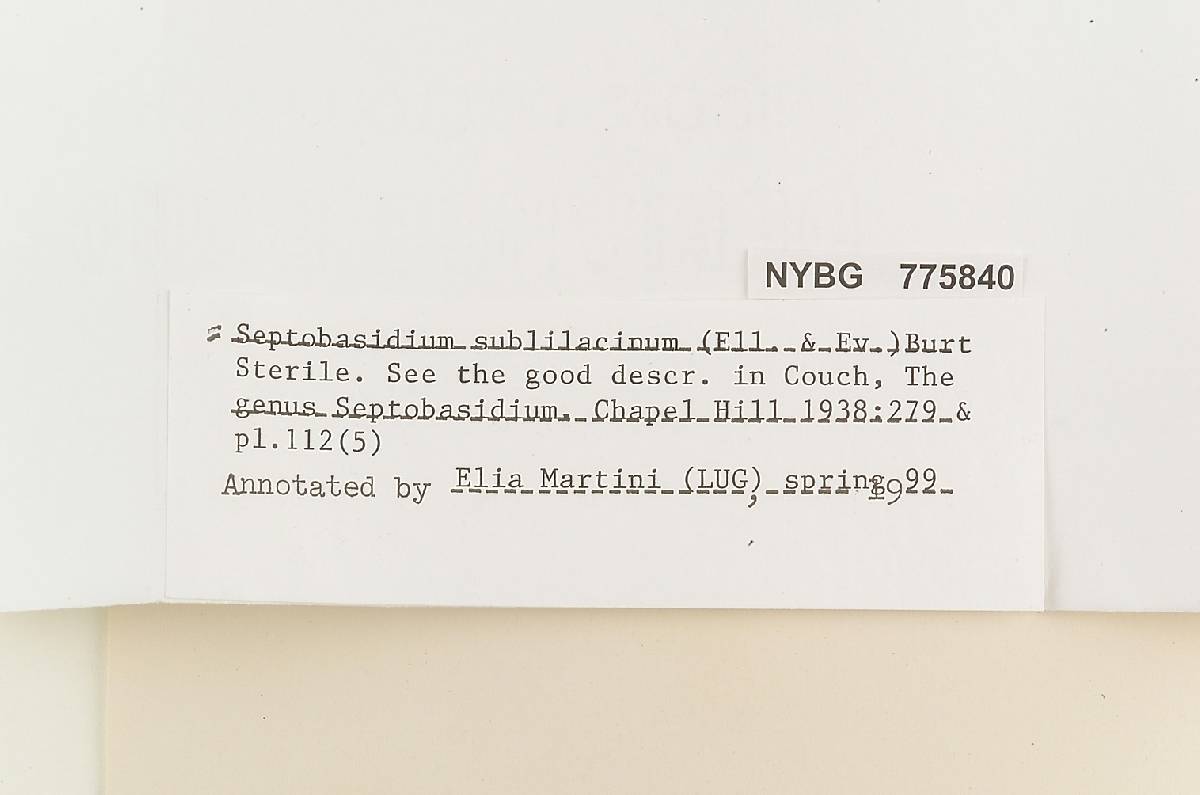 NYBG 775840
= Septobasidium sublilacinum (Ell. & Ev.) Burt
Sterile. See the good descr. in Couch, The
genus Septobasidium. Chapel Hill 1938:279 &
pl.112(5)
Annotated by Elia Martini (LUG), spring 999